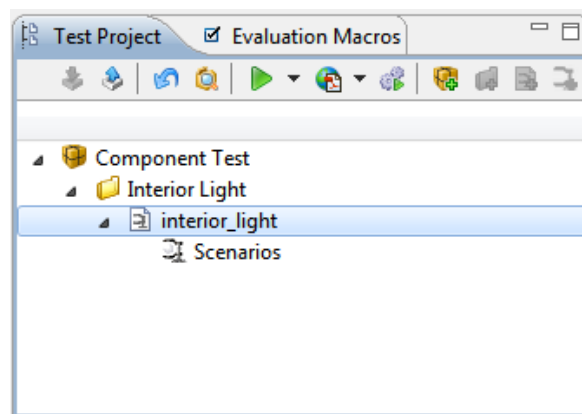 Test Project Evaluation Macros
Component Test
Interior Light
interior_light
Scenarios